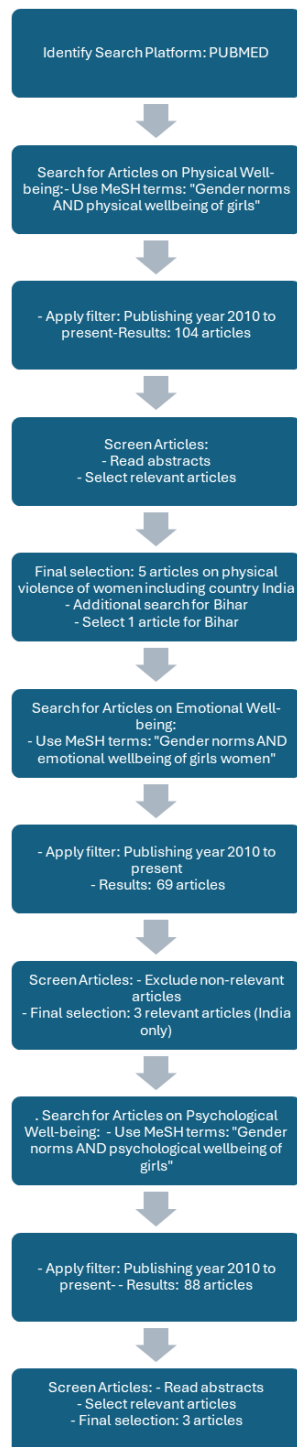 Identify Search Platform: PUBMED
Search for Articles on Physical Well-
being:- Use MeSH terms: "Gender norms
AND physical wellbeing of girls"
- Apply filter: Publishing year 2010 to
present-Results: 104 articles
Screen Articles:
- Read abstracts
- Select relevant articles
Final selection: 5 articles on physical
violence of women including country India
- Additional search for Bihar
- Select 1 article for Bihar
Search for Articles on Emotional Well-
being:
- Use MeSH terms: "Gender norms AND
emotional wellbeing of girls women"
- Apply filter: Publishing year 2010 to
present
- Results: 69 articles
Screen Articles: - Exclude non-relevant
articles
- Final selection: 3 relevant articles (India
only)
. Search for Articles on Psychological
Well-being: - Use MeSH terms: "Gender
norms AND psychological wellbeing of
girls"
- Apply filter: Publishing year 2010 to
present- - Results: 88 articles
Screen Articles: - Read abstracts
- Select relevant articles
- Final selection: 3 articles